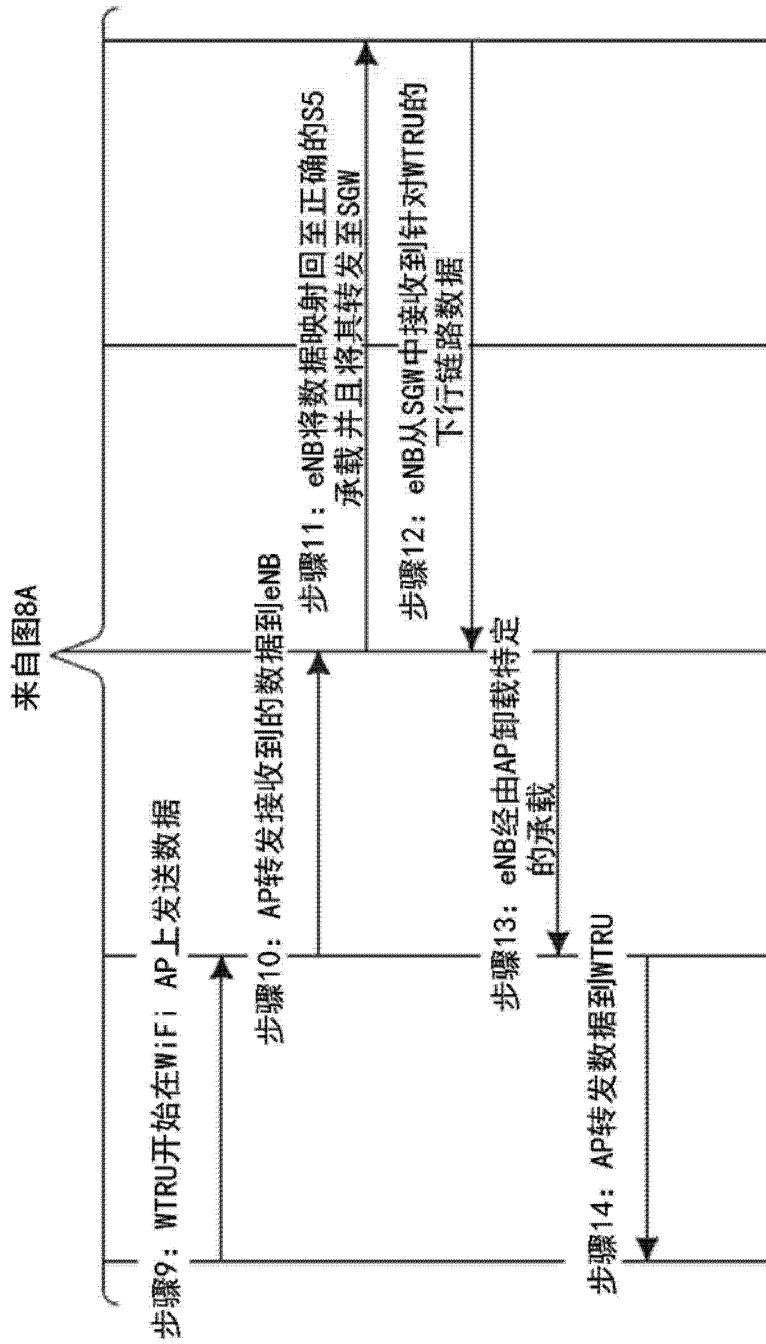 来自图8A
步骤9：WTRU开始在WiFi AP上发送数据
步骤10：AP转发接收到的数据到eNB
步骤11：eNB将数据映射回至正确的S5
承载并且将其转发至SGW
步骤12：eNB从SGW中接收到针对WTRU的
下行链路数据
步骤13：eNB经由AP卸载特定
的承载
步骤14：AP转发数据到WTRU